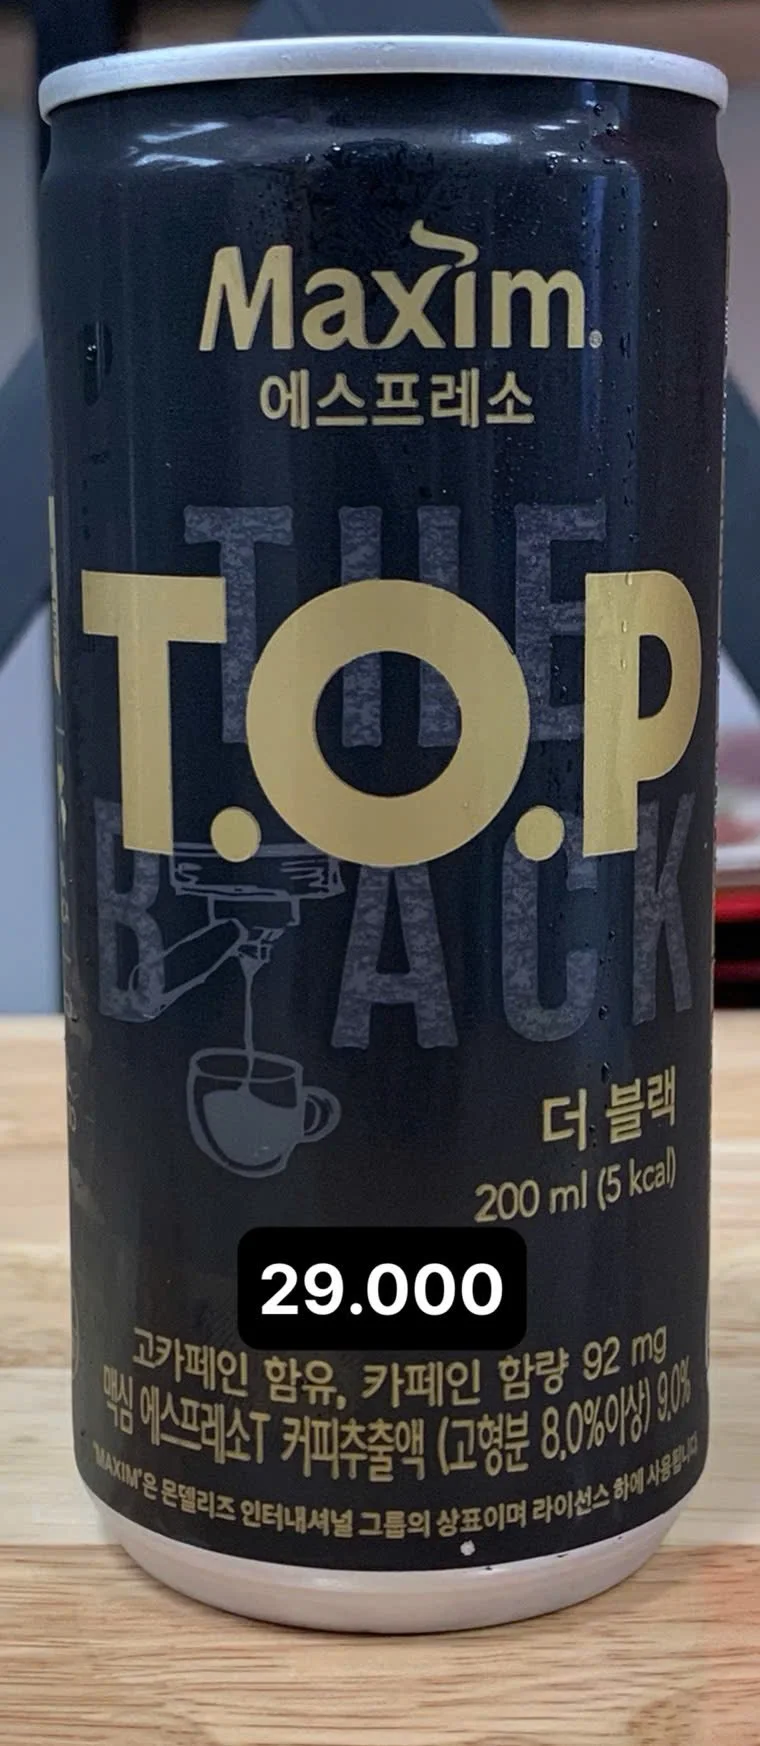 Maxim®
에스프레소
THE
T.O.P
BLACK
더 블랙
200 ml (5 kcal)
29.000
고카페인 함유, 카페인 함량 92 mg
맥심 에스프레소T 커피추출액 (고형분 8.0%이상) 9.0%
'MAXIM'은 몬델리즈 인터내셔널 그룹의 상표이며 라이선스 하에 사용됩니다